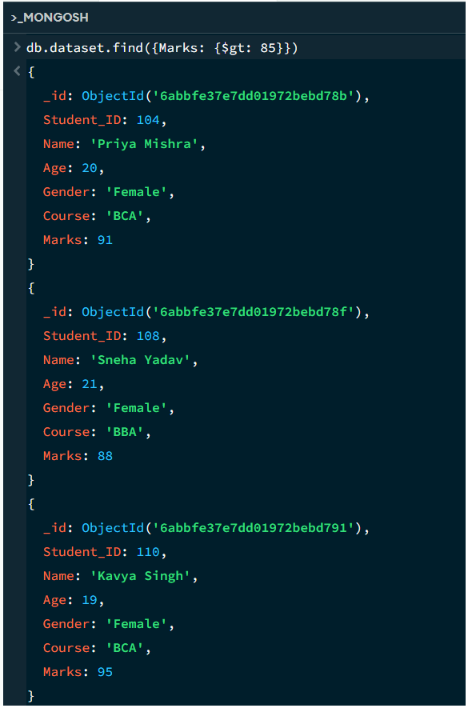 >_MONGOSH
> db.dataset.find({Marks: {$gt: 85}})
< {
_id: ObjectId('6abbfe37e7dd01972bebd78b'),
Student_ID: 104,
Name: 'Priya Mishra',
Age: 20,
Gender: 'Female',
Course: 'BCA',
Marks: 91
}
{
_id: ObjectId('6abbfe37e7dd01972bebd78f'),
Student_ID: 108,
Name: 'Sneha Yadav',
Age: 21,
Gender: 'Female',
Course: 'BBA',
Marks: 88
}
{
_id: ObjectId('6abbfe37e7dd01972bebd791'),
Student_ID: 110,
Name: 'Kavya Singh',
Age: 19,
Gender: 'Female',
Course: 'BCA',
Marks: 95
}